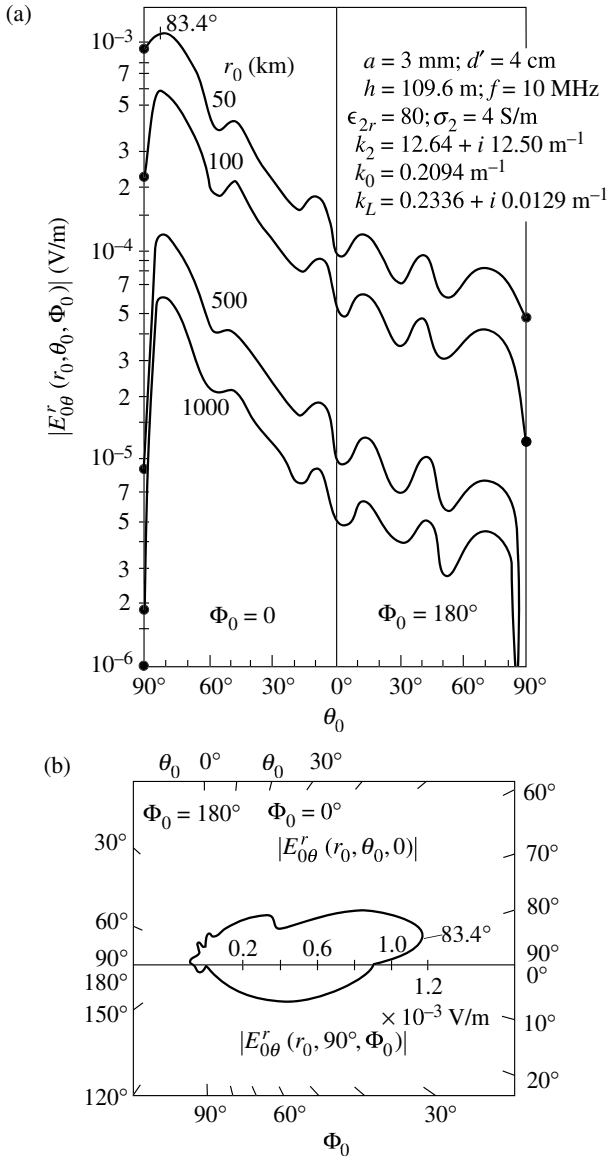 (a)
83.4°
r₀ (km)
50
100
500
1000
a = 3 mm; d′ = 4 cm
h = 109.6 m; f = 10 MHz
ϵ₂ᵣ = 80; σ₂ = 4 S/m
k₂ = 12.64 + i 12.50 m⁻¹
k₀ = 0.2094 m⁻¹
k_L = 0.2336 + i 0.0129 m⁻¹
|E₀θʳ (r₀, θ₀, Φ₀)| (V/m)
10⁻³
7
5
3
2
10⁻⁴
7
5
3
2
10⁻⁵
7
5
3
2
10⁻⁶
Φ₀ = 0 Φ₀ = 180°
90° 60° 30° 0° 30° 60° 90°
θ₀
(b)
θ₀ 0° θ₀ 30°
60°
Φ₀ = 180° Φ₀ = 0°
|E₀θʳ (r₀, θ₀, 0)|
30° 70°
60° 80°
83.4°
0.2 0.6 1.0
90° 90°
180° 0°
1.2
150° × 10⁻³ V/m
10°
|E₀θʳ (r₀, 90°, Φ₀)|
20°
120°
90° 60° 30°
Φ₀